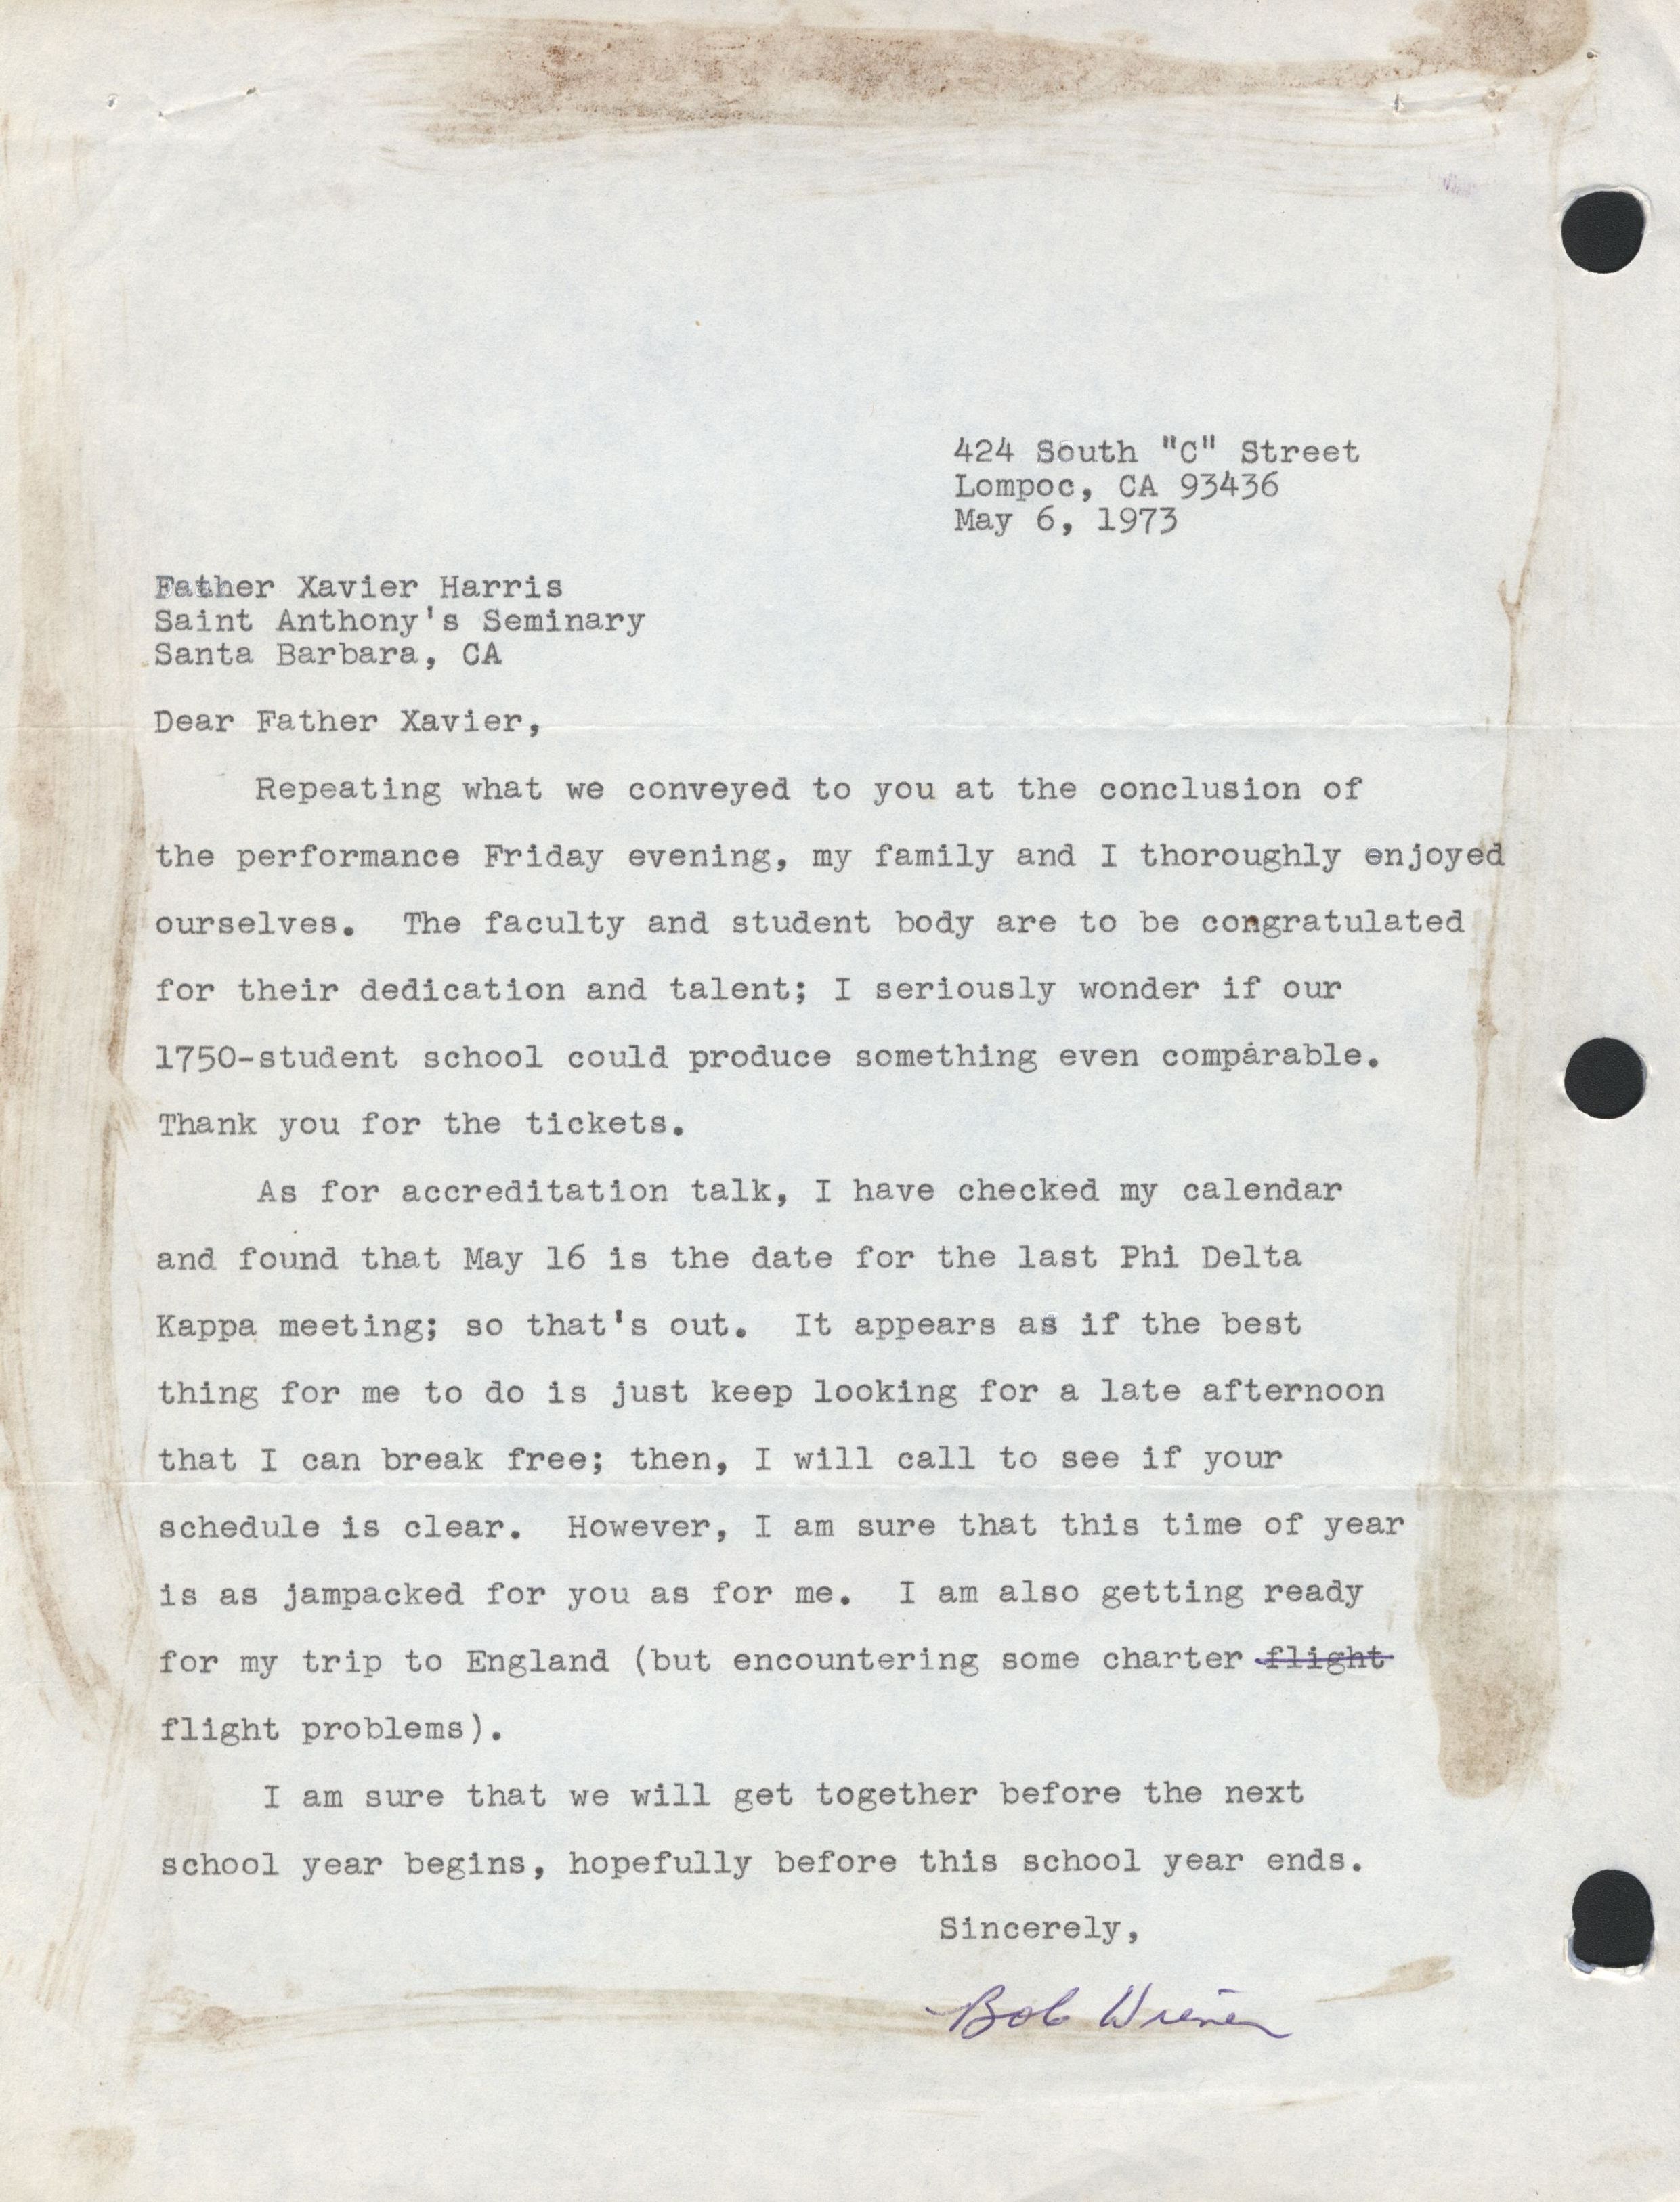 424 South "C" Street
Lompoc, CA 93436
May 6, 1973
Father Xavier Harris
Saint Anthony's Seminary
Santa Barbara, CA
Dear Father Xavier,
Repeating what we conveyed to you at the conclusion of
the performance Friday evening, my family and I thoroughly enjoyed
ourselves. The faculty and student body are to be congratulated
for their dedication and talent; I seriously wonder if our
1750-student school could produce something even comparable.
Thank you for the tickets.
As for accreditation talk, I have checked my calendar
and found that May 16 is the date for the last Phi Delta
Kappa meeting; so that's out. It appears as if the best
thing for me to do is just keep looking for a late afternoon
that I can break free; then, I will call to see if your
schedule is clear. However, I am sure that this time of year
is as jampacked for you as for me. I am also getting ready
for my trip to England (but encountering some charter flight
flight problems).
I am sure that we will get together before the next
school year begins, hopefully before this school year ends.
Sincerely,
Bob